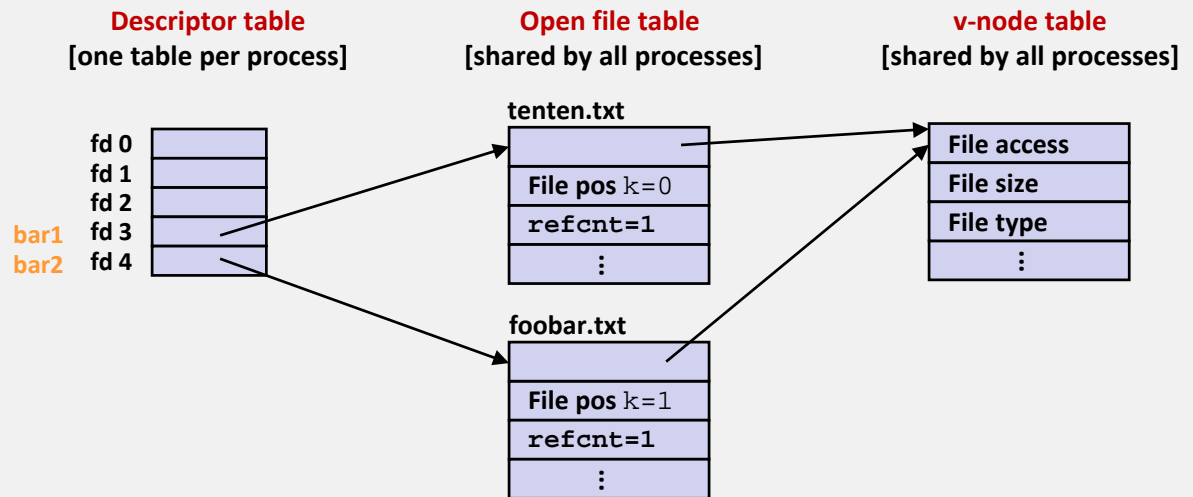 Descriptor table
[one table per process]
Open file table
[shared by all processes]
v-node table
[shared by all processes]
fd 0
fd 1
fd 2
bar1 fd 3
bar2 fd 4
tenten.txt
File pos k=0
refcnt=1
⋮
foobar.txt
File pos k=1
refcnt=1
⋮
File access
File size
File type
⋮